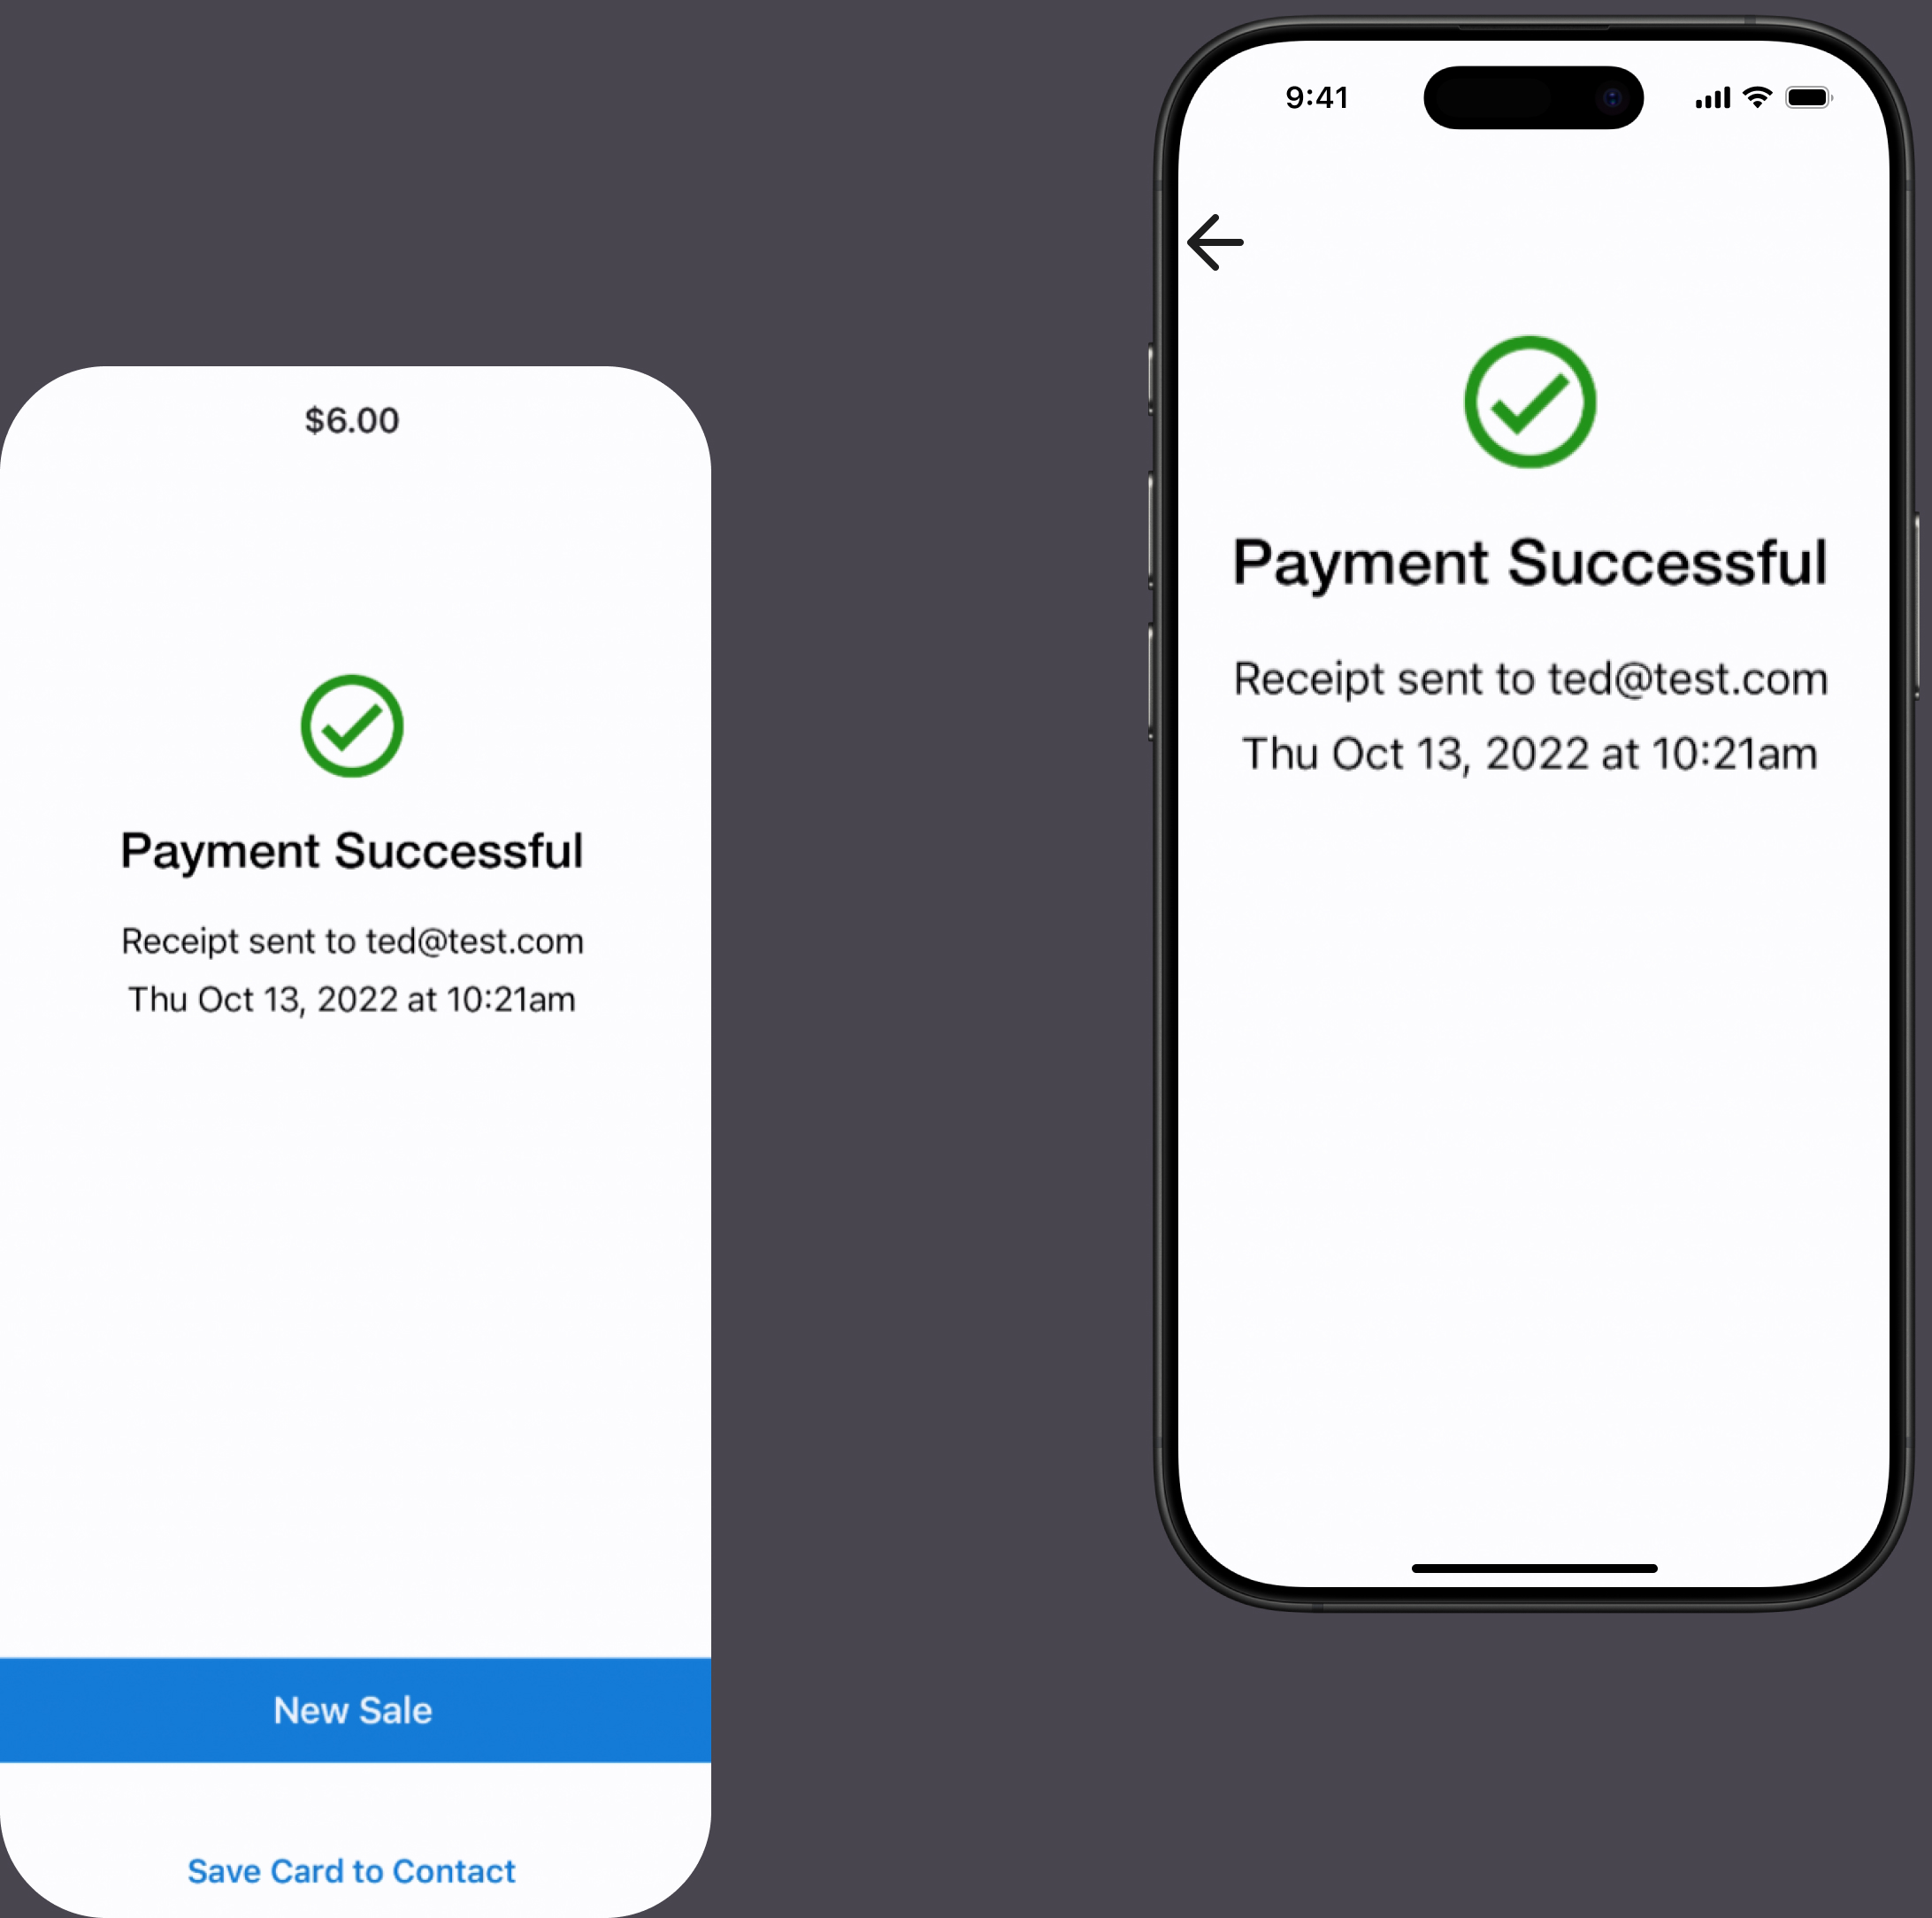 $6.00
Payment Successful
Receipt sent to ted@test.com
Thu Oct 13, 2022 at 10:21am
New Sale
Save Card to Contact
9:41
Payment Successful
Receipt sent to ted@test.com
Thu Oct 13, 2022 at 10:21am